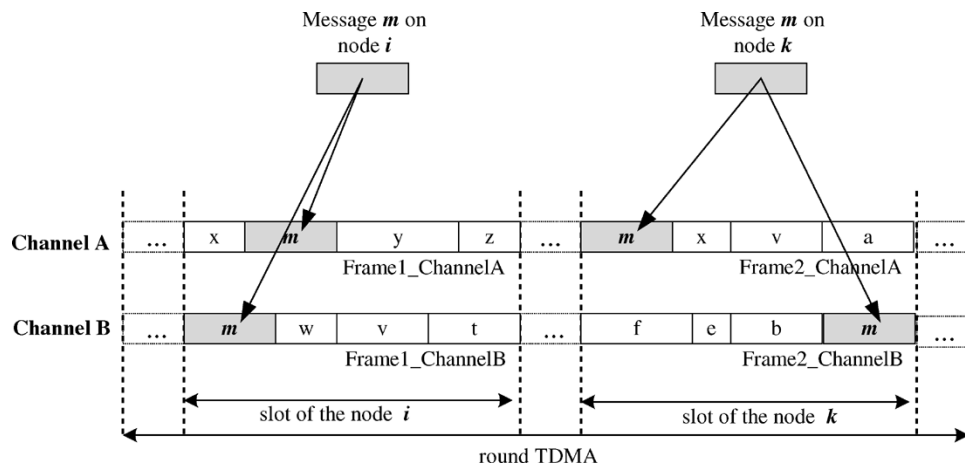 Message m on
node i
Message m on
node k
Channel A
... x m y z ... m x v a ...
Frame1_ChannelA
Frame2_ChannelA
Channel B
... m w v t ... f e b m ...
Frame1_ChannelB
Frame2_ChannelB
slot of the node i
slot of the node k
round TDMA